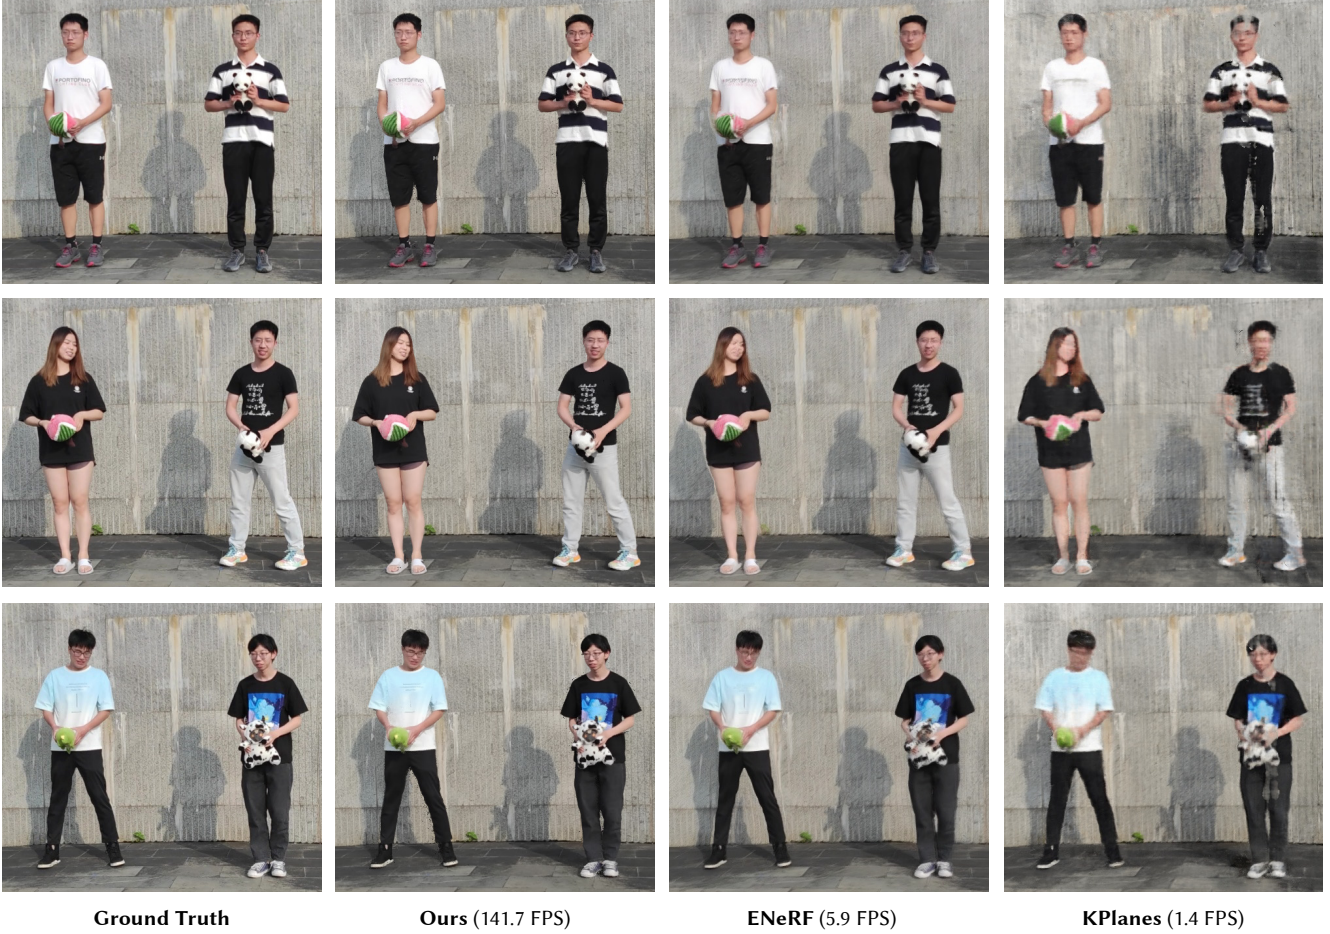 Ground Truth
Ours (141.7 FPS)
ENeRF (5.9 FPS)
KPlanes (1.4 FPS)